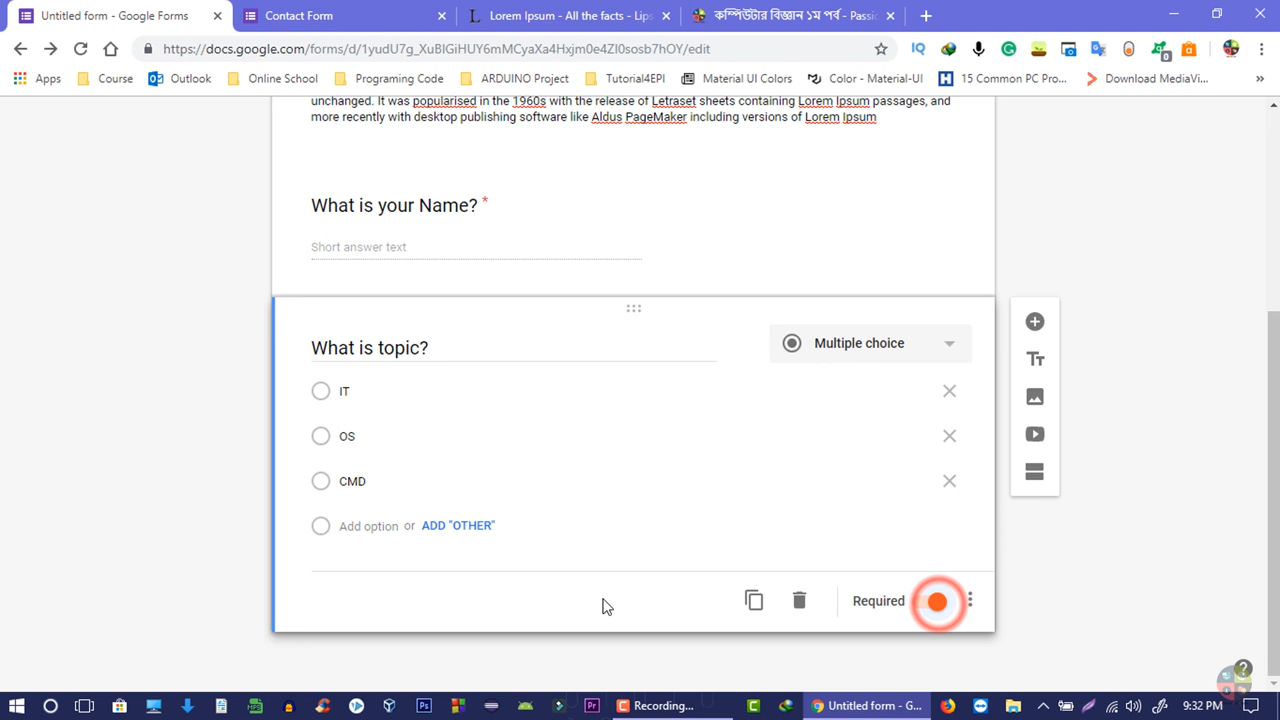 Untitled form - Google Forms
Contact Form
Lorem Ipsum - All the facts - Lips
কম্পিউটার বিজ্ঞান ১ম পর্ব - Passio
https://docs.google.com/forms/d/1yudU7g_XuBIGiHUY6mMCyaXa4Hxjm0e4ZI0sosb7hOY/edit
Apps
Course
Outlook
Online School
Programing Code
ARDUINO Project
Tutorial4EPI
Material UI Colors
Color - Material-UI
15 Common PC Pro...
Download MediaVi...
unchanged. It was popularised in the 1960s with the release of Letraset sheets containing Lorem Ipsum passages, and
more recently with desktop publishing software like Aldus PageMaker including versions of Lorem Ipsum
What is your Name? *
Short answer text
What is topic?
Multiple choice
IT
OS
CMD
Add option or ADD "OTHER"
Required
Recording...
Untitled form - G...
9:32 PM